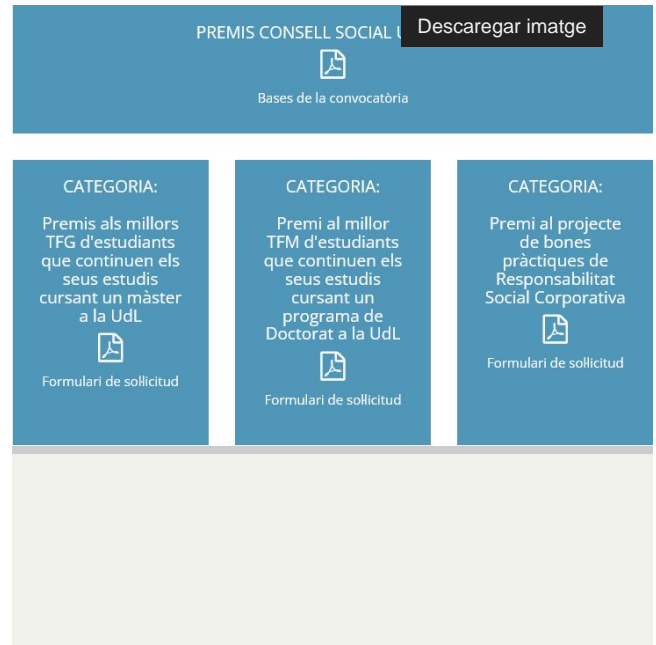 PREMIS CONSELL SOCIAL
Descaregar imatge
Bases de la convocatòria
CATEGORIA:
Premis als millors
TFG d'estudiants
que continuen els
seus estudis
cursant un màster
a la UdL
Formulari de sol·licitud
CATEGORIA:
Premi al millor
TFM d'estudiants
que continuen els
seus estudis
cursant un
programa de
Doctorat a la UdL
Formulari de sol·licitud
CATEGORIA:
Premi al projecte
de bones
pràctiques de
Responsabilitat
Social Corporativa
Formulari de sol·licitud